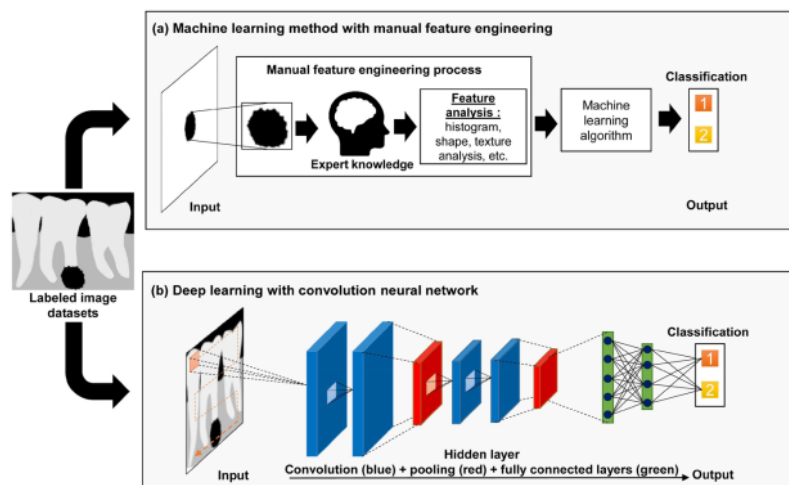 (a) Machine learning method with manual feature engineering
Manual feature engineering process
Expert knowledge
Feature
analysis :
histogram,
shape, texture
analysis, etc.
Machine
learning
algorithm
Classification
1
2
Input
Output
Labeled image
datasets
(b) Deep learning with convolution neural network
Classification
1
2
Hidden layer
Input
Convolution (blue) + pooling (red) + fully connected layers (green)
Output